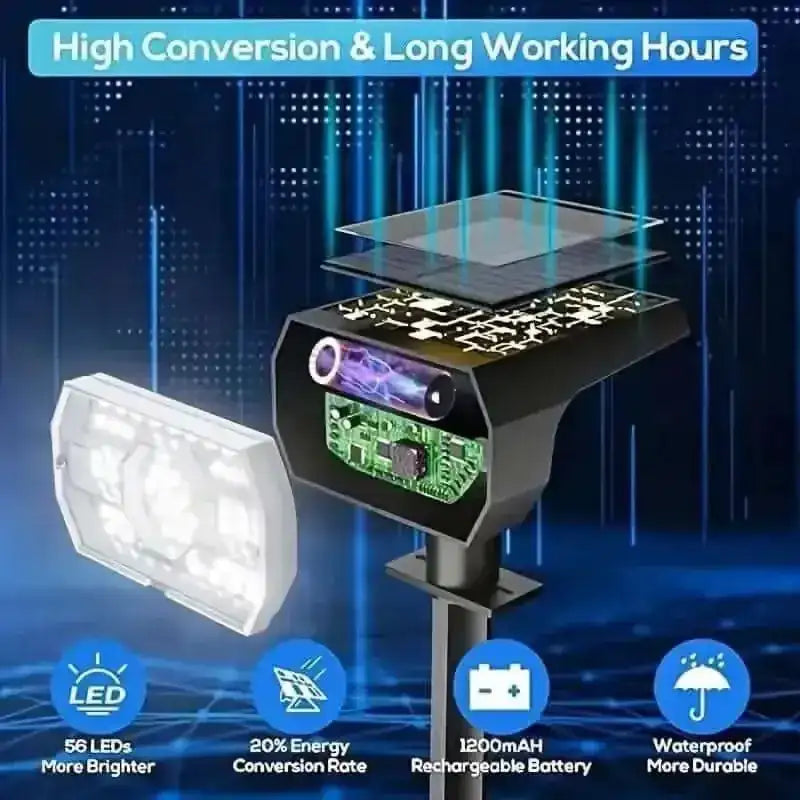 High Conversion & Long Working Hours
LED
56 LEDs
More Brighter
20% Energy
Conversion Rate
1200mAH
Rechargeable Battery
Waterproof
More Durable